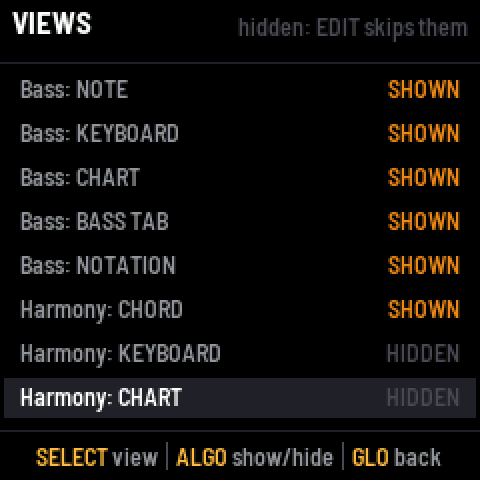 VIEWS hidden: EDIT skips them
Bass: NOTE SHOWN
Bass: KEYBOARD SHOWN
Bass: CHART SHOWN
Bass: BASS TAB SHOWN
Bass: NOTATION SHOWN
Harmony: CHORD SHOWN
Harmony: KEYBOARD HIDDEN
Harmony: CHART HIDDEN
SELECT view | ALGO show/hide | GLO back